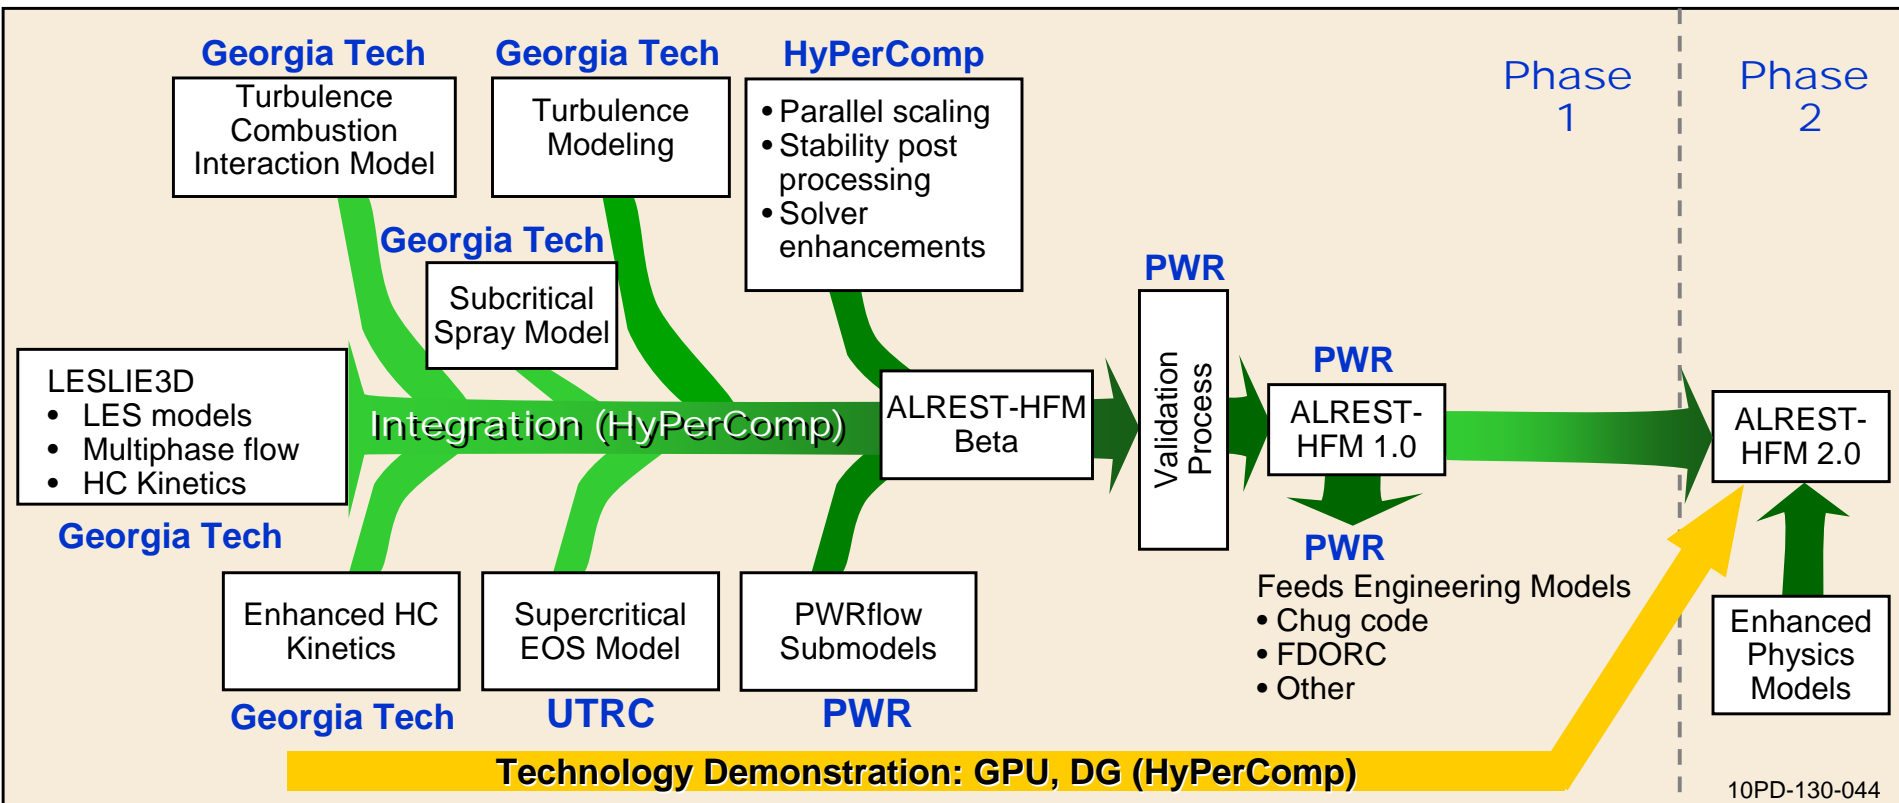 Georgia Tech
Turbulence
Combustion
Interaction Model
Georgia Tech
Turbulence
Modeling
HyPerComp
• Parallel scaling
• Stability post
processing
• Solver
enhancements
Phase
1
Phase
2
Georgia Tech
Subcritical
Spray Model
LESLIE3D
• LES models
• Multiphase flow
• HC Kinetics
Georgia Tech
Integration (HyPerComp)
ALREST-HFM
Beta
PWR
Validation
Process
PWR
ALREST-
HFM 1.0
PWR
Feeds Engineering Models
• Chug code
• FDORC
• Other
ALREST-
HFM 2.0
Enhanced
Physics
Models
Enhanced HC
Kinetics
Georgia Tech
Supercritical
EOS Model
UTRC
PWRflow
Submodels
PWR
Technology Demonstration: GPU, DG (HyPerComp)
10PD-130-044